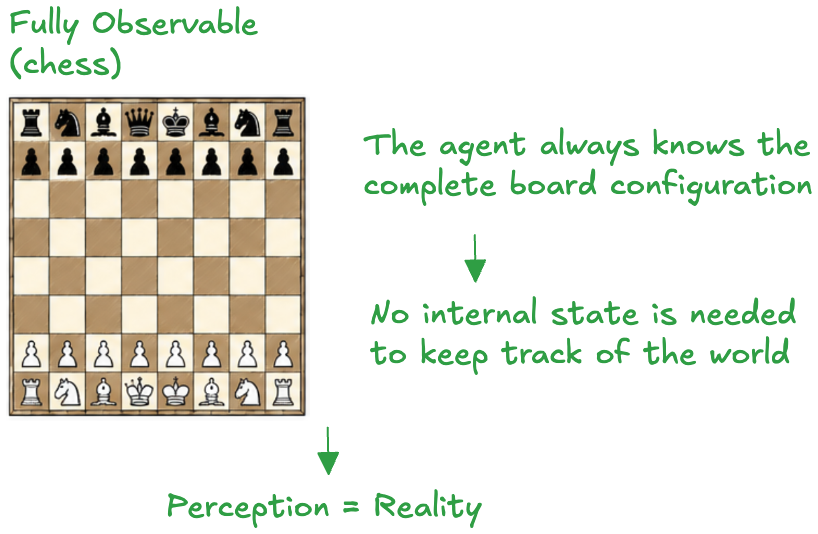 Fully Observable
(chess)
The agent always knows the
complete board configuration
No internal state is needed
to keep track of the world
Perception = Reality